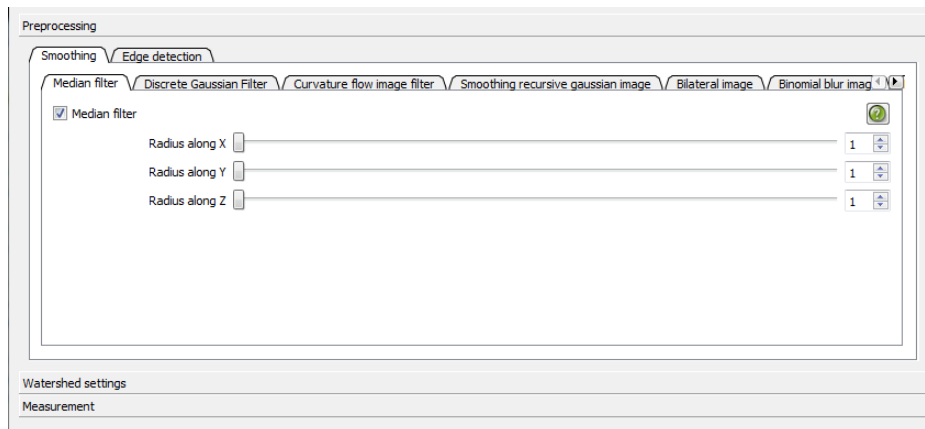 Preprocessing
Smoothing Edge detection
Median filter Discrete Gaussian Filter Curvature flow image filter Smoothing recursive gaussian image Bilateral image Binomial blur imag
Median filter
Radius along X 1
Radius along Y 1
Radius along Z 1
Watershed settings
Measurement